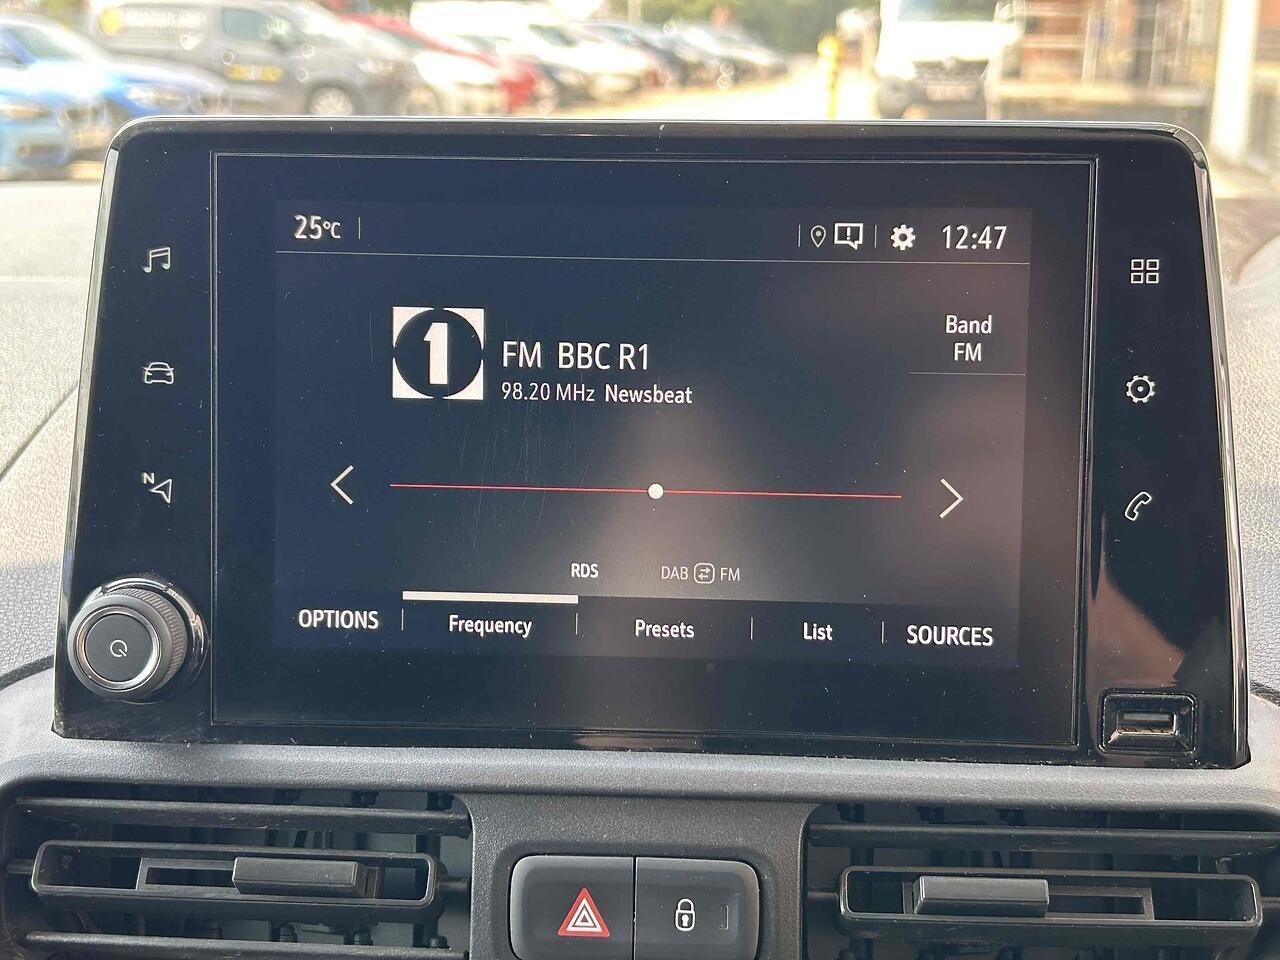 25°C
12:47
1
FM BBC R1
98.20 MHz Newsbeat
Band
FM
N
RDS
DAB FM
OPTIONS
Frequency
Presets
List
SOURCES